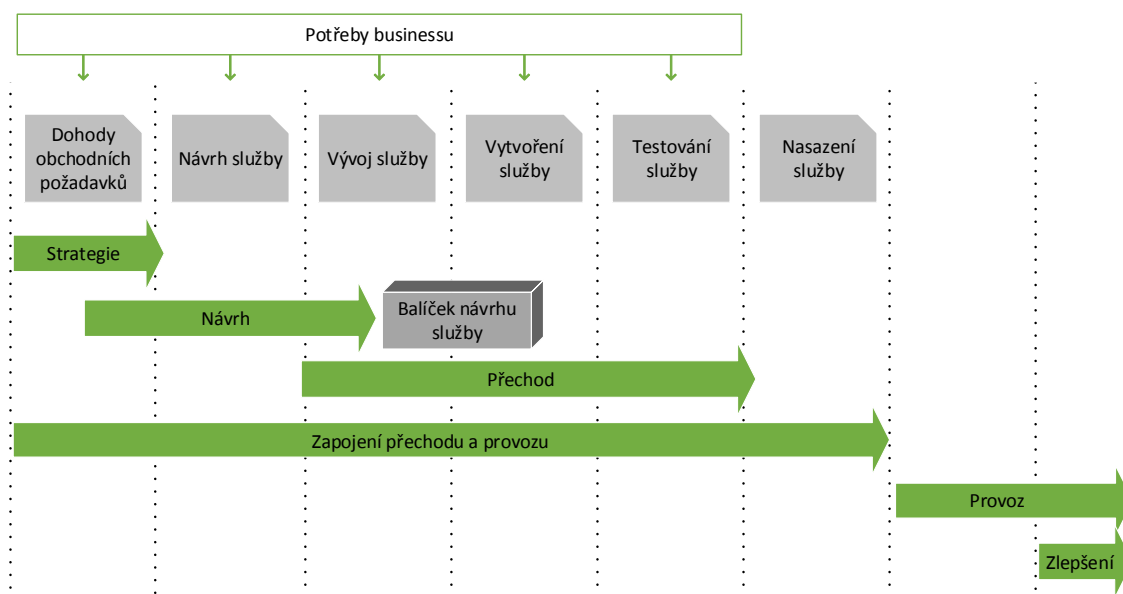 Potřeby businessu
Dohody
obchodních
požadavků
Návrh služby
Vývoj služby
Vytvoření
služby
Testování
služby
Nasazení
služby
Strategie
Návrh
Balíček návrhu
služby
Přechod
Zapojení přechodu a provozu
Provoz
Zlepšení